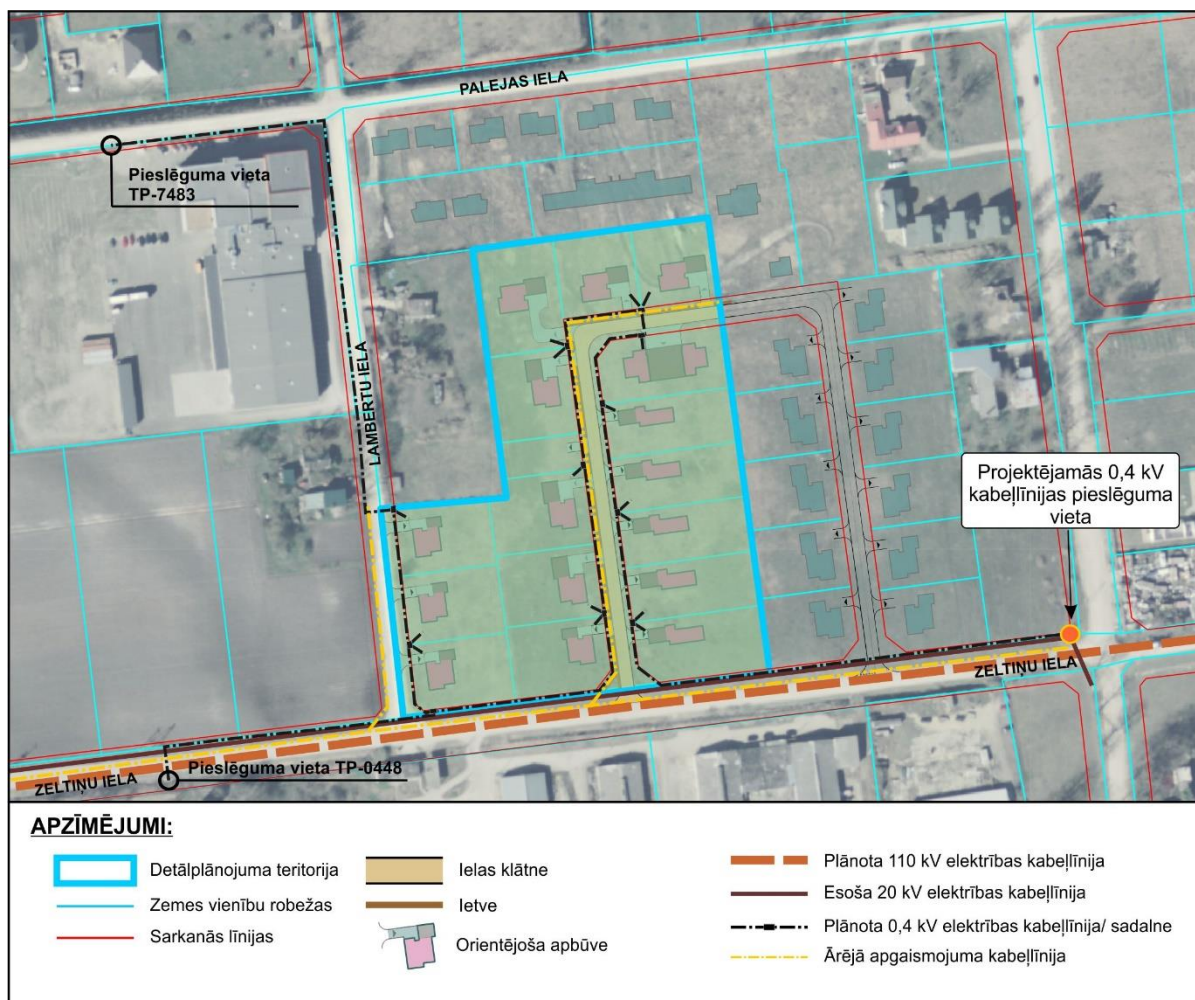 PALEJAS IELA
Pieslēguma vieta
TP-7483
LAMBERTU IELA
Projektējamās 0,4 kV
kabeļlīnijas pieslēguma
vieta
ZELTIŅU IELA
Pieslēguma vieta TP-0448
ZELTIŅU IELA
APZĪMĒJUMI:
Detālplānojuma teritorija
Zemes vienību robežas
Sarkanās līnijas
Ielas klātne
Ietve
Orientējoša apbūve
Plānota 110 kV elektrības kabeļlīnija
Esoša 20 kV elektrības kabeļlīnija
Plānota 0,4 kV elektrības kabeļlīnija/ sadalne
Ārējā apgaismojuma kabeļlīnija